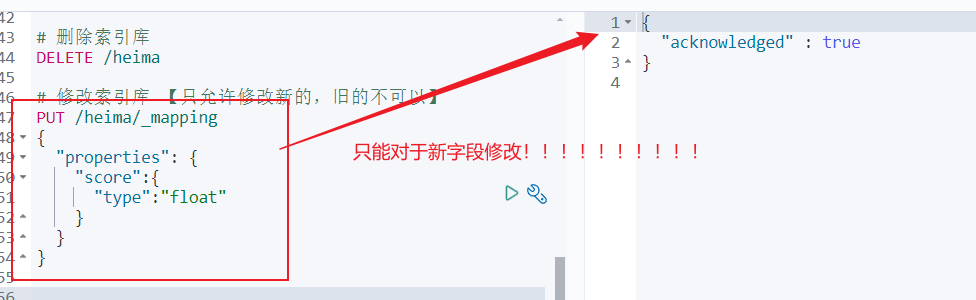 42
43 # 删除索引库
44 DELETE /heima
45
46 # 修改索引库 【只允许修改新的，旧的不可以】
47 PUT /heima/_mapping
48 {
49 "properties": {
50 "score":{
51 "type":"float"
52 }
53 }
54 }
55
56
1 {
2 "acknowledged" : true
3 }
4
只能对于新字段修改！！！！！！！！！！